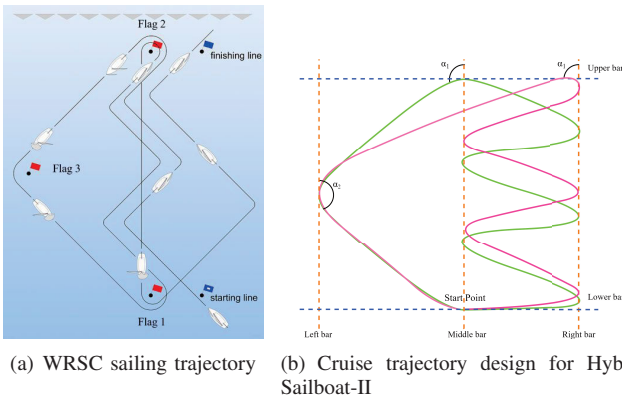 Flag 2
finishing line
Flag 3
starting line
Flag 1
α1
α1
Upper bar
α2
Start Point
Lower bar
Left bar
Middle bar
Right bar
(a) WRSC sailing trajectory
(b) Cruise trajectory design for Hyb
Sailboat-II